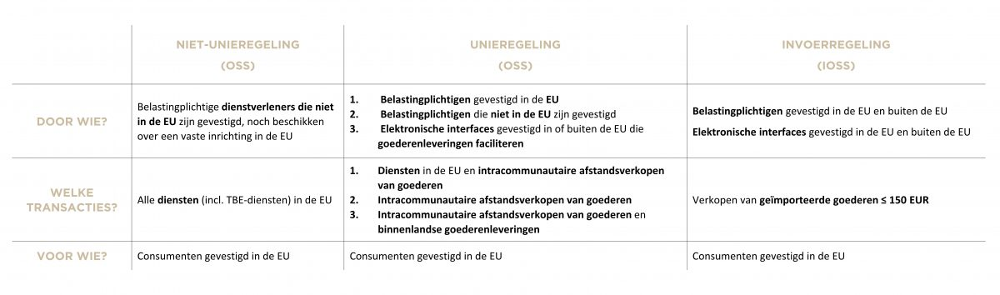 NIET-UNIEREGELING
(OSS)
UNIEREGELING
(OSS)
INVOERREGELING
(IOSS)
DOOR WIE?
Belastingplichtige dienstverleners die niet
in de EU zijn gevestigd, noch beschikken
over een vaste inrichting in de EU
1. Belastingplichtigen gevestigd in de EU
2. Belastingplichtigen die niet in de EU zijn gevestigd
3. Elektronische interfaces gevestigd in of buiten de EU die
goederenleveringen faciliteren
Belastingplichtigen gevestigd in de EU en buiten de EU
Elektronische interfaces gevestigd in de EU en buiten de EU
WELKE
TRANSACTIES?
Alle diensten (incl. TBE-diensten) in de EU
1. Diensten in de EU en intracommunautaire afstandsverkopen
van goederen
2. Intracommunautaire afstandsverkopen van goederen
3. Intracommunautaire afstandsverkopen van goederen en
binnenlandse goederenleveringen
Verkopen van geïmporteerde goederen ≤ 150 EUR
VOOR WIE?
Consumenten gevestigd in de EU
Consumenten gevestigd in de EU
Consumenten gevestigd in de EU